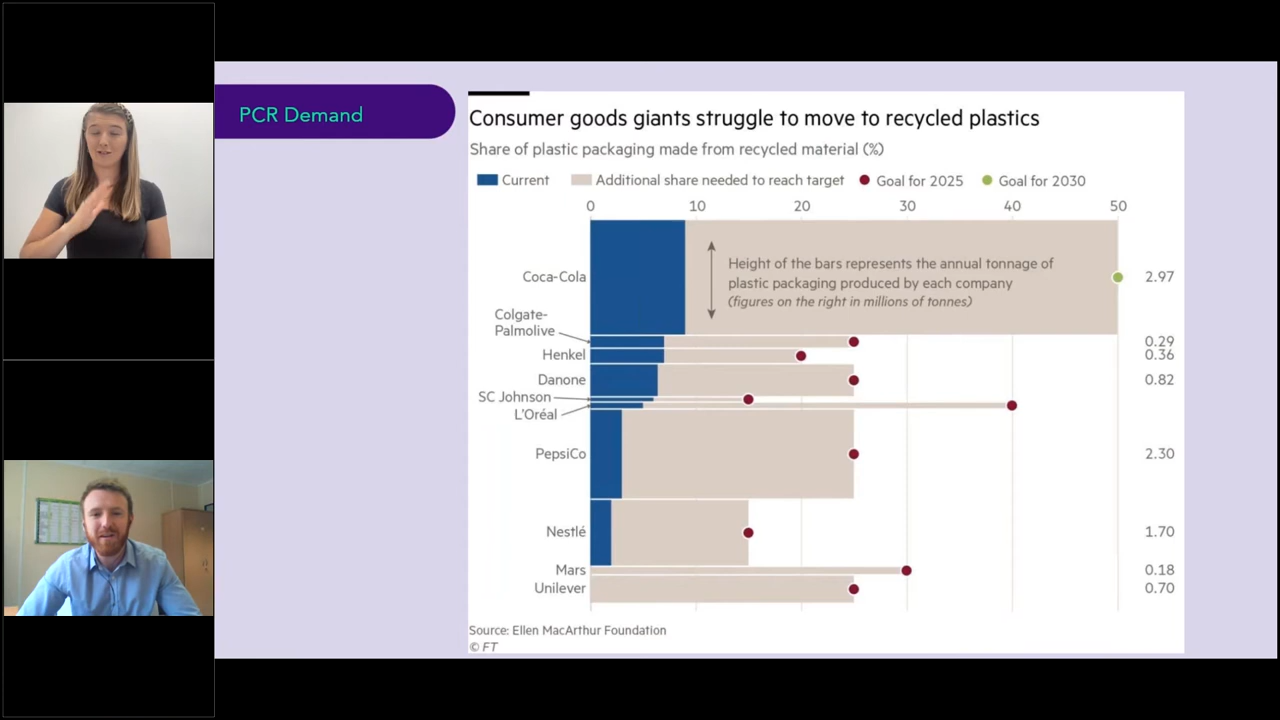 PCR Demand
Consumer goods giants struggle to move to recycled plastics
Share of plastic packaging made from recycled material (%)
Current Additional share needed to reach target Goal for 2025 Goal for 2030
0 10 20 30 40 50
Height of the bars represents the annual tonnage of
plastic packaging produced by each company
(figures on the right in millions of tonnes)
Coca-Cola 2.97
Colgate-
Palmolive 0.29
Henkel 0.36
Danone 0.82
SC Johnson
L'Oréal
PepsiCo 2.30
Nestlé 1.70
Mars 0.18
Unilever 0.70
Source: Ellen MacArthur Foundation
© FT